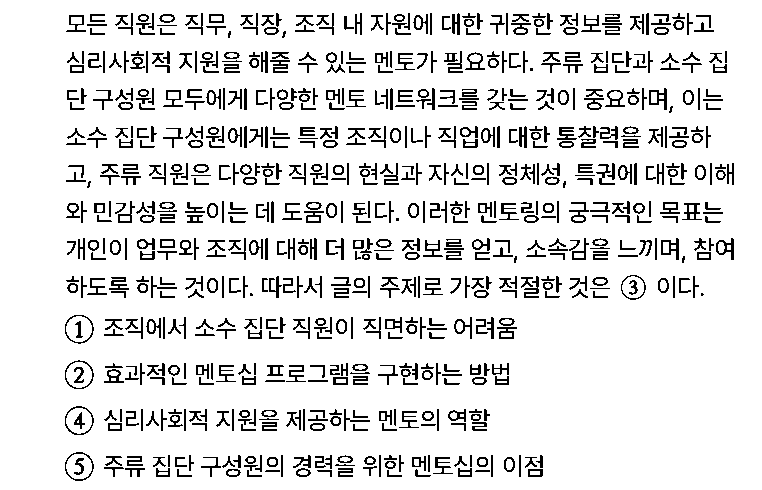 모든 직원은 직무, 직장, 조직 내 자원에 대한 귀중한 정보를 제공하고
심리사회적 지원을 해줄 수 있는 멘토가 필요하다. 주류 집단과 소수 집
단 구성원 모두에게 다양한 멘토 네트워크를 갖는 것이 중요하며, 이는
소수 집단 구성원에게는 특정 조직이나 직업에 대한 통찰력을 제공하
고, 주류 직원은 다양한 직원의 현실과 자신의 정체성, 특권에 대한 이해
와 민감성을 높이는 데 도움이 된다. 이러한 멘토링의 궁극적인 목표는
개인이 업무와 조직에 대해 더 많은 정보를 얻고, 소속감을 느끼며, 참여
하도록 하는 것이다. 따라서 글의 주제로 가장 적절한 것은 ③ 이다.
① 조직에서 소수 집단 직원이 직면하는 어려움
② 효과적인 멘토십 프로그램을 구현하는 방법
④ 심리사회적 지원을 제공하는 멘토의 역할
⑤ 주류 집단 구성원의 경력을 위한 멘토십의 이점